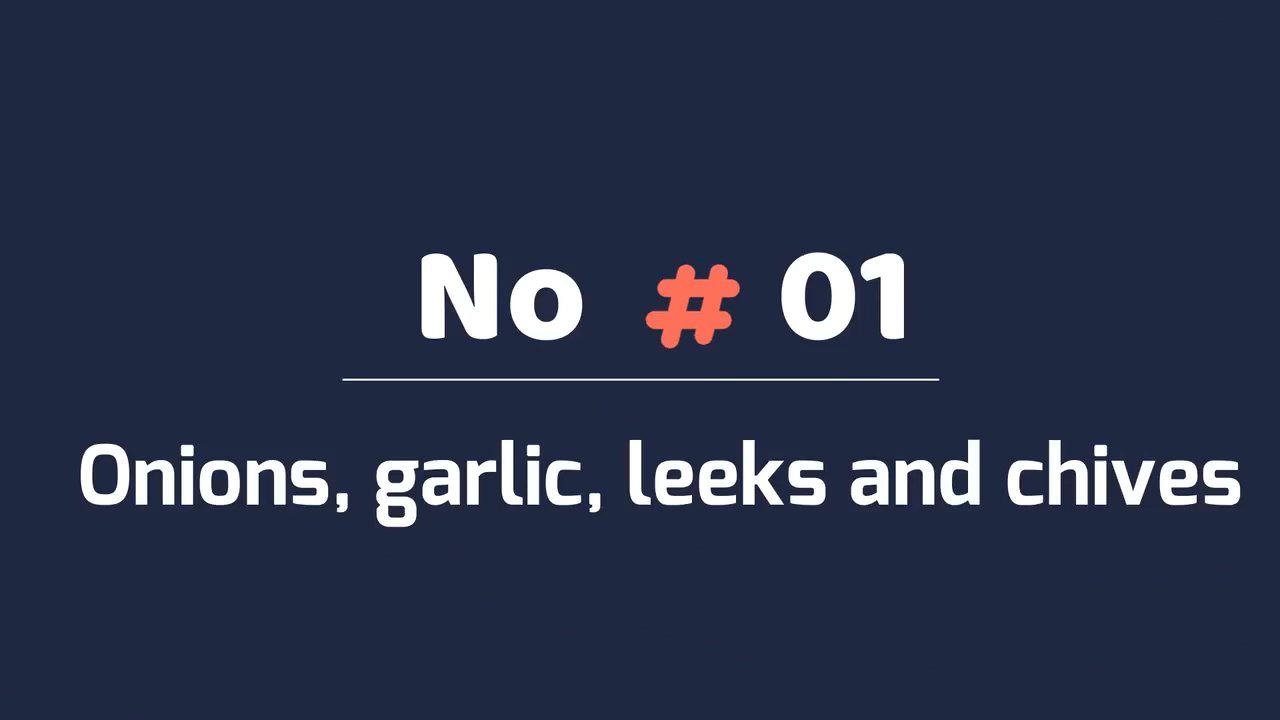 No # 01
Onions, garlic, leeks and chives